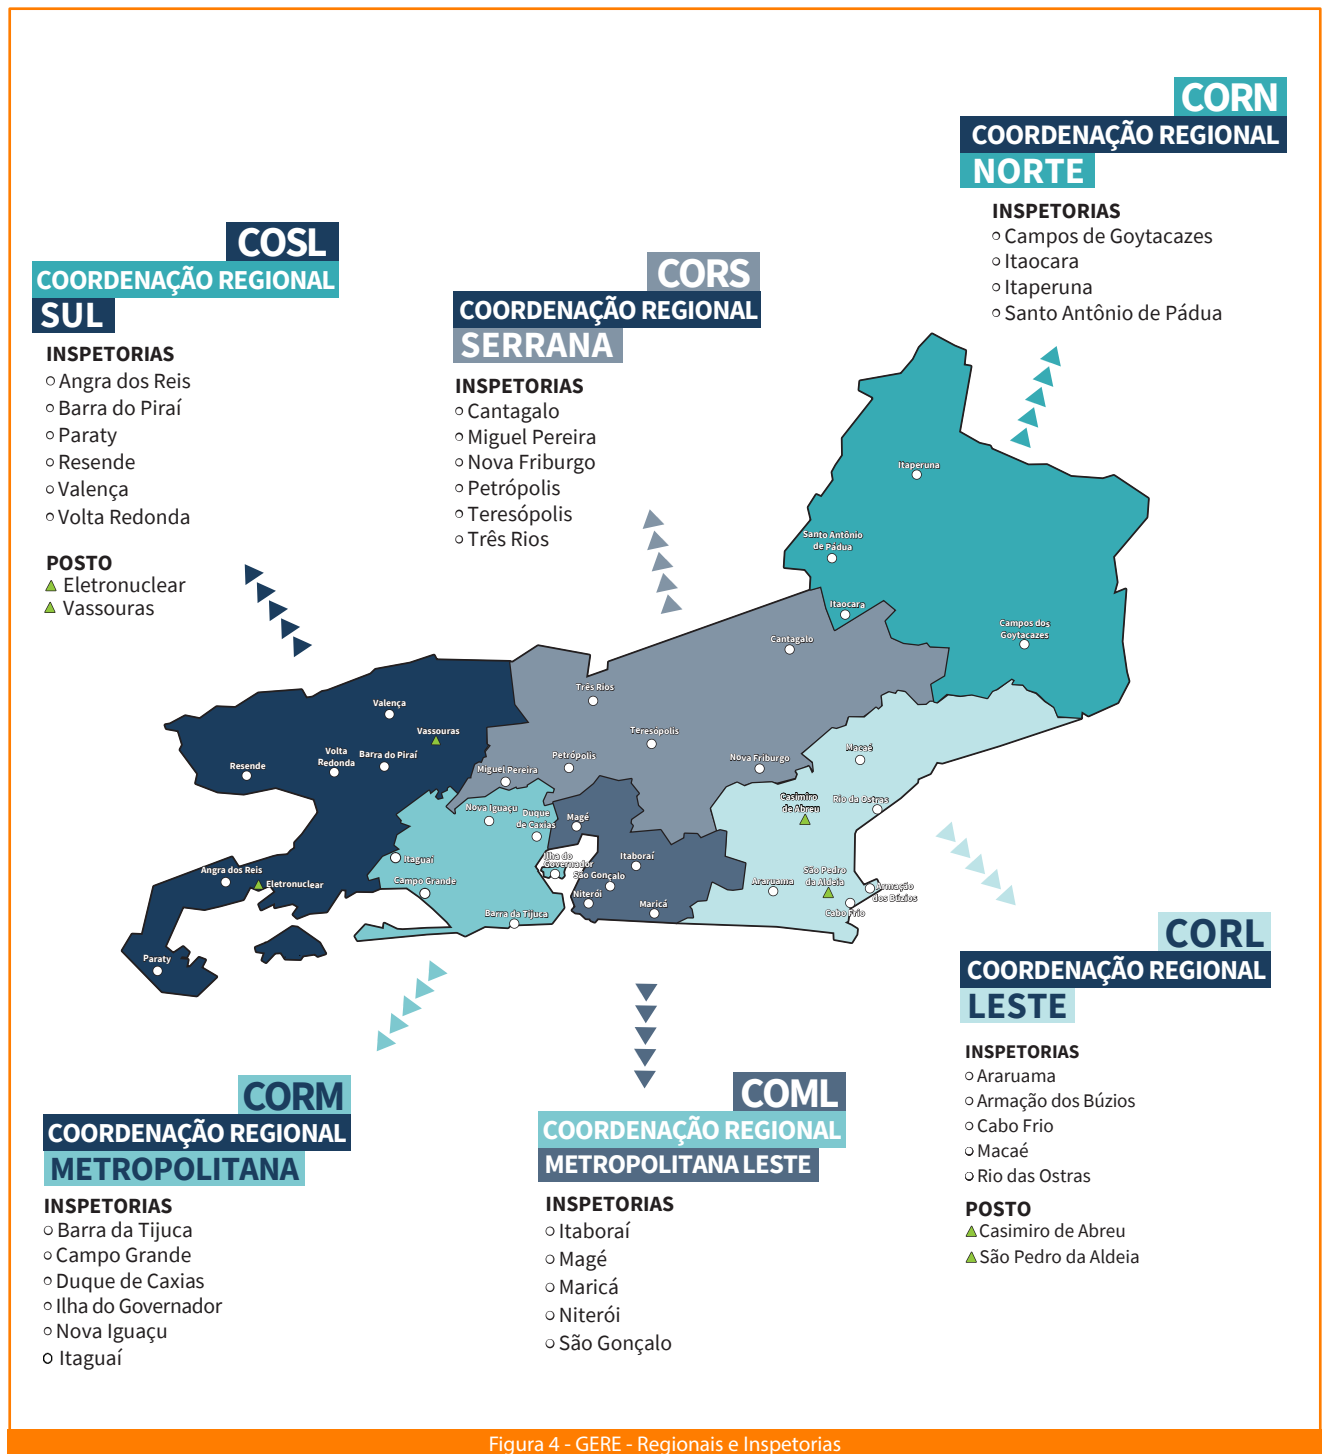 CORN
COORDENAÇÃO REGIONAL
NORTE
INSPETORIAS
Campos de Goytacazes
Itaocara
Itaperuna
Santo Antônio de Pádua
COSL
COORDENAÇÃO REGIONAL
SUL
INSPETORIAS
Angra dos Reis
Barra do Piraí
Paraty
Resende
Valença
Volta Redonda
POSTO
Eletronuclear
Vassouras
CORS
COORDENAÇÃO REGIONAL
SERRANA
INSPETORIAS
Cantagalo
Miguel Pereira
Nova Friburgo
Petrópolis
Teresópolis
Três Rios
Itaperuna
Santo Antônio
de Pádua
Itaocara
Campos dos
Goytacazes
Cantagalo
Três Rios
Teresópolis
Petrópolis
Nova Friburgo
Miguel Pereira
Valença
Vassouras
Volta
Redonda
Barra do Piraí
Resende
Angra dos Reis
Eletronuclear
Paraty
Nova Iguaçu
Duque
de Caxias
Itaguaí
Campo Grande
Barra da Tijuca
Ilha do
Governador
Magé
Itaboraí
São Gonçalo
Niterói
Maricá
Macaé
Casimiro
de Abreu
Rio da Ostras
São Pedro
da Aldeia
Araruama
Armação
dos Búzios
Cabo Frio
CORL
COORDENAÇÃO REGIONAL
LESTE
INSPETORIAS
Araruama
Armação dos Búzios
Cabo Frio
Macaé
Rio das Ostras
POSTO
Casimiro de Abreu
São Pedro da Aldeia
CORM
COORDENAÇÃO REGIONAL
METROPOLITANA
INSPETORIAS
Barra da Tijuca
Campo Grande
Duque de Caxias
Ilha do Governador
Nova Iguaçu
Itaguaí
COML
COORDENAÇÃO REGIONAL
METROPOLITANA LESTE
INSPETORIAS
Itaboraí
Magé
Maricá
Niterói
São Gonçalo
Figura 4 - GERE - Regionais e Inspetorias